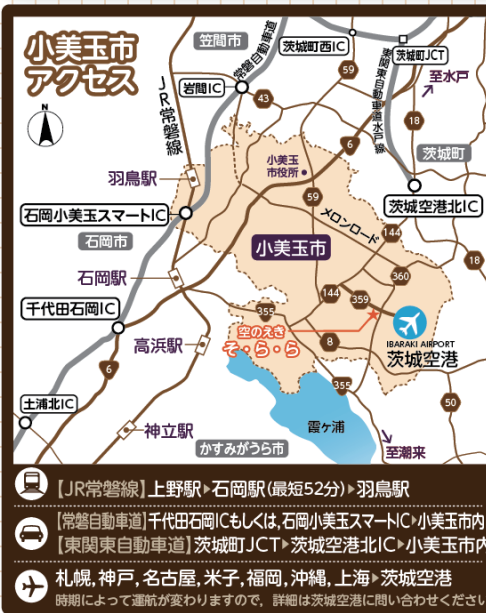 小美玉市
アクセス
N
笠間市
常磐自動車道
茨城町西IC
茨城町JCT
至水戸
岩間IC
43
59
東関東自動車道水戸線
18
JR常磐線
6
茨城町
羽鳥駅
小美玉
市役所
59
茨城空港北IC
石岡小美玉スマートIC
メロンロード
144
石岡市
小美玉市
18
石岡駅
360
144
359
千代田石岡IC
355
空のえき
そ・ら・ら
8
IBARAKI AIRPORT
茨城空港
高浜駅
6
355
50
土浦北IC
神立駅
霞ヶ浦
至潮来
かすみがうら市
【JR常磐線】上野駅▶石岡駅(最短52分)▶羽鳥駅
【常磐自動車道】千代田石岡ICもしくは,石岡小美玉スマートIC▶小美玉市内
【東関東自動車道】茨城町JCT▶茨城空港北IC▶小美玉市内
札幌,神戸,名古屋,米子,福岡,沖縄,上海▶茨城空港
時期によって運航が変わりますので,詳細は茨城空港に問い合わせください